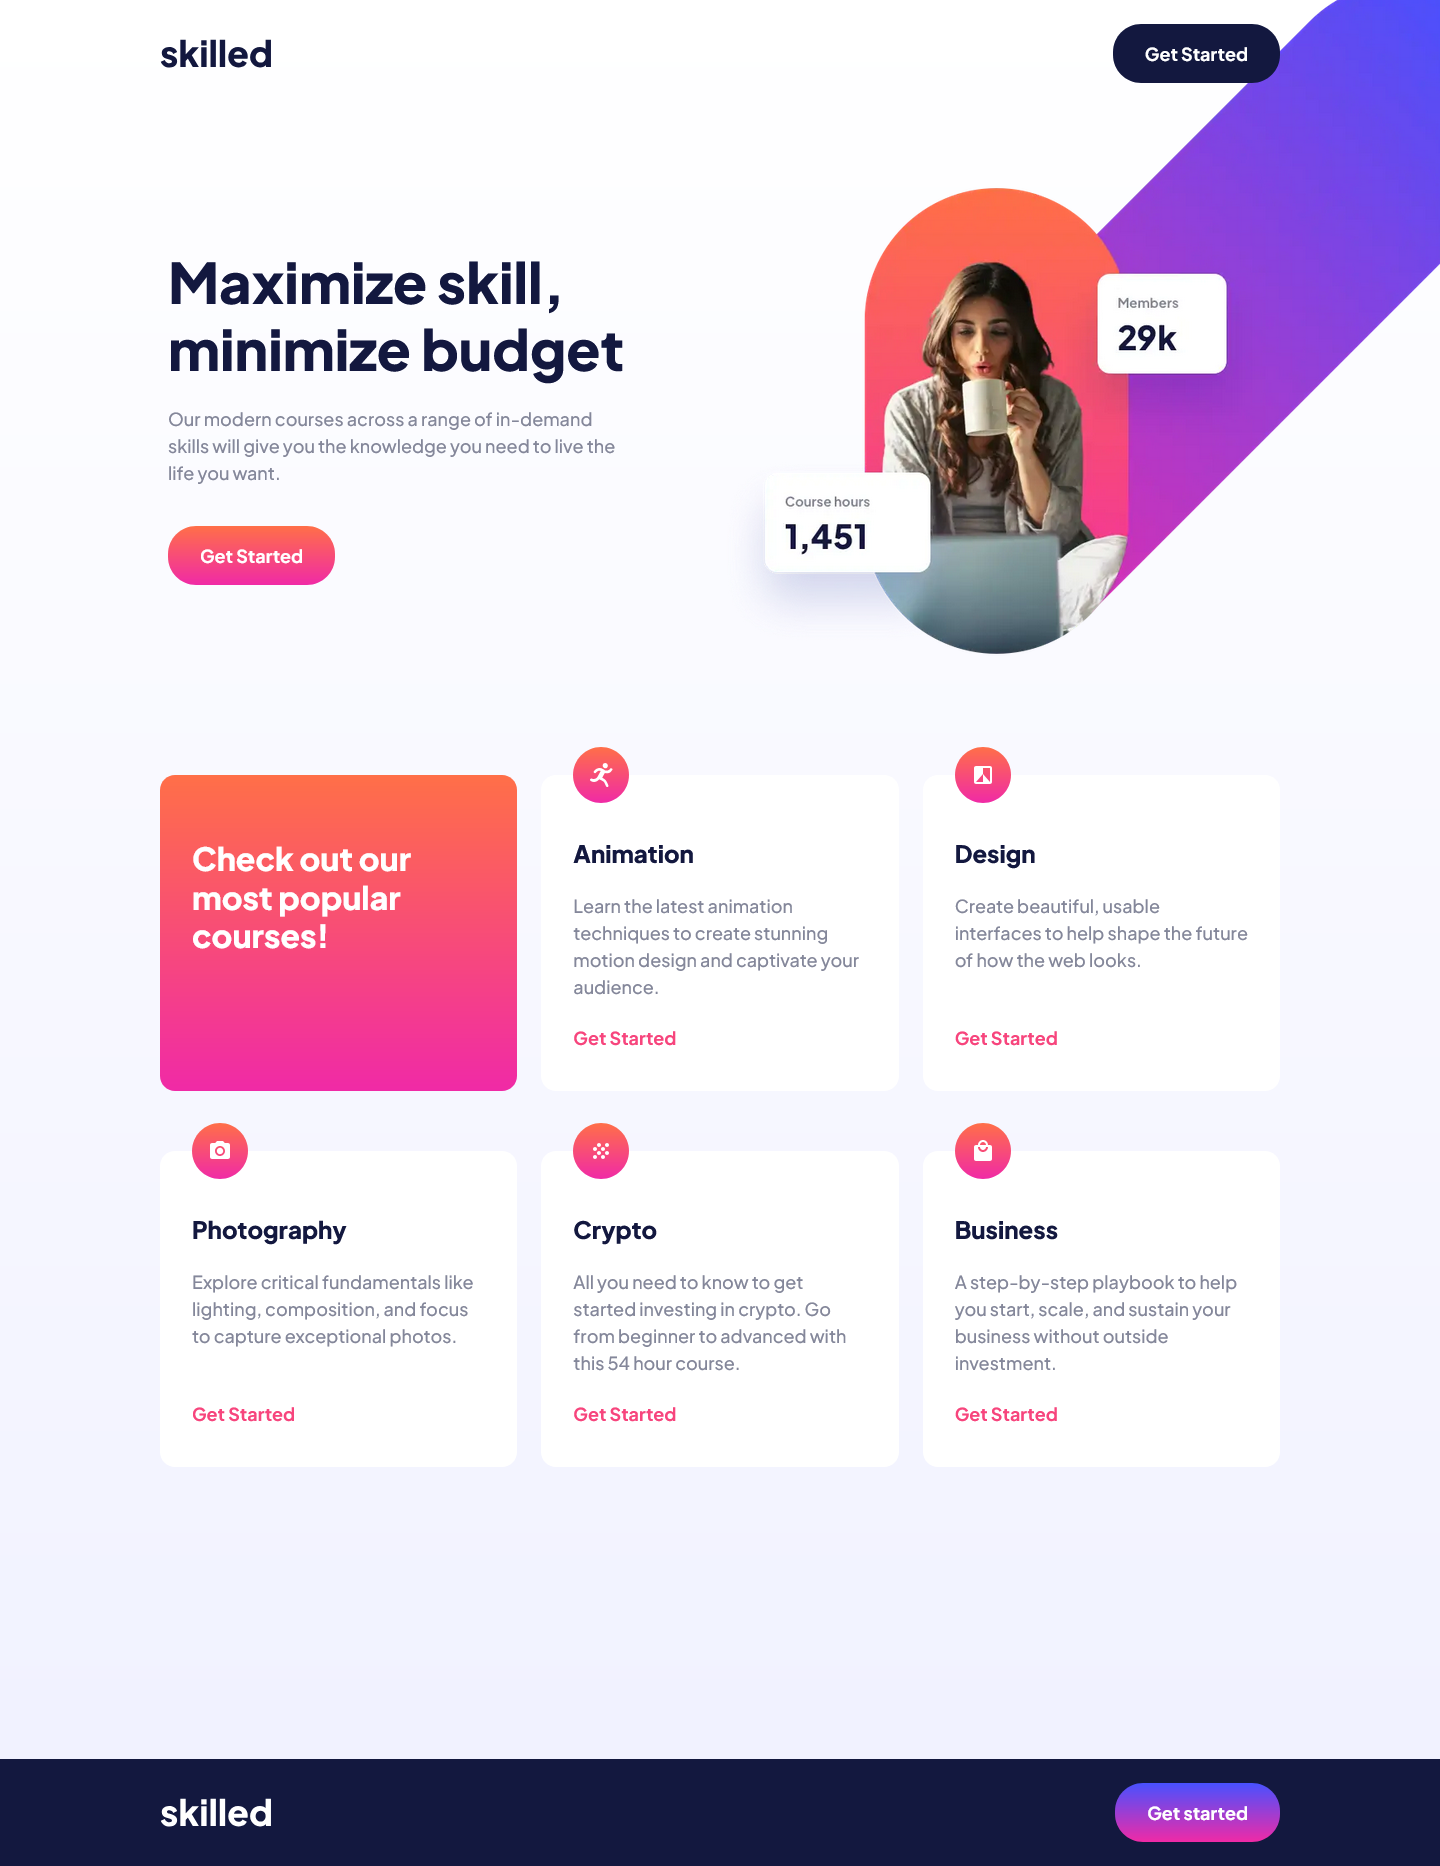 skilled
Get Started
Maximize skill,
minimize budget
Our modern courses across a range of in-demand
skills will give you the knowledge you need to live the
life you want.
Get Started
Members
29k
Course hours
1,451
Check out our
most popular
courses!
Animation
Learn the latest animation
techniques to create stunning
motion design and captivate your
audience.
Get Started
Design
Create beautiful, usable
interfaces to help shape the future
of how the web looks.
Get Started
Photography
Explore critical fundamentals like
lighting, composition, and focus
to capture exceptional photos.
Get Started
Crypto
All you need to know to get
started investing in crypto. Go
from beginner to advanced with
this 54 hour course.
Get Started
Business
A step-by-step playbook to help
you start, scale, and sustain your
business without outside
investment.
Get Started
skilled
Get started